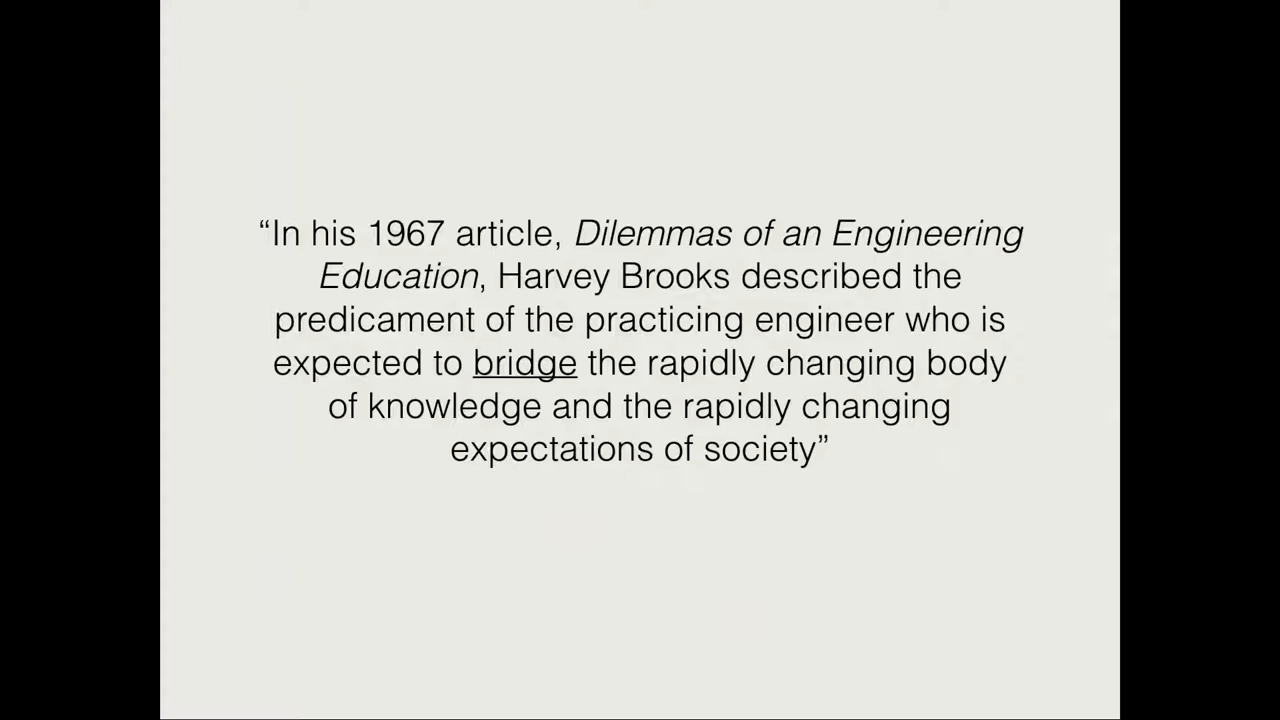 “In his 1967 article, Dilemmas of an Engineering
Education, Harvey Brooks described the
predicament of the practicing engineer who is
expected to bridge the rapidly changing body
of knowledge and the rapidly changing
expectations of society”